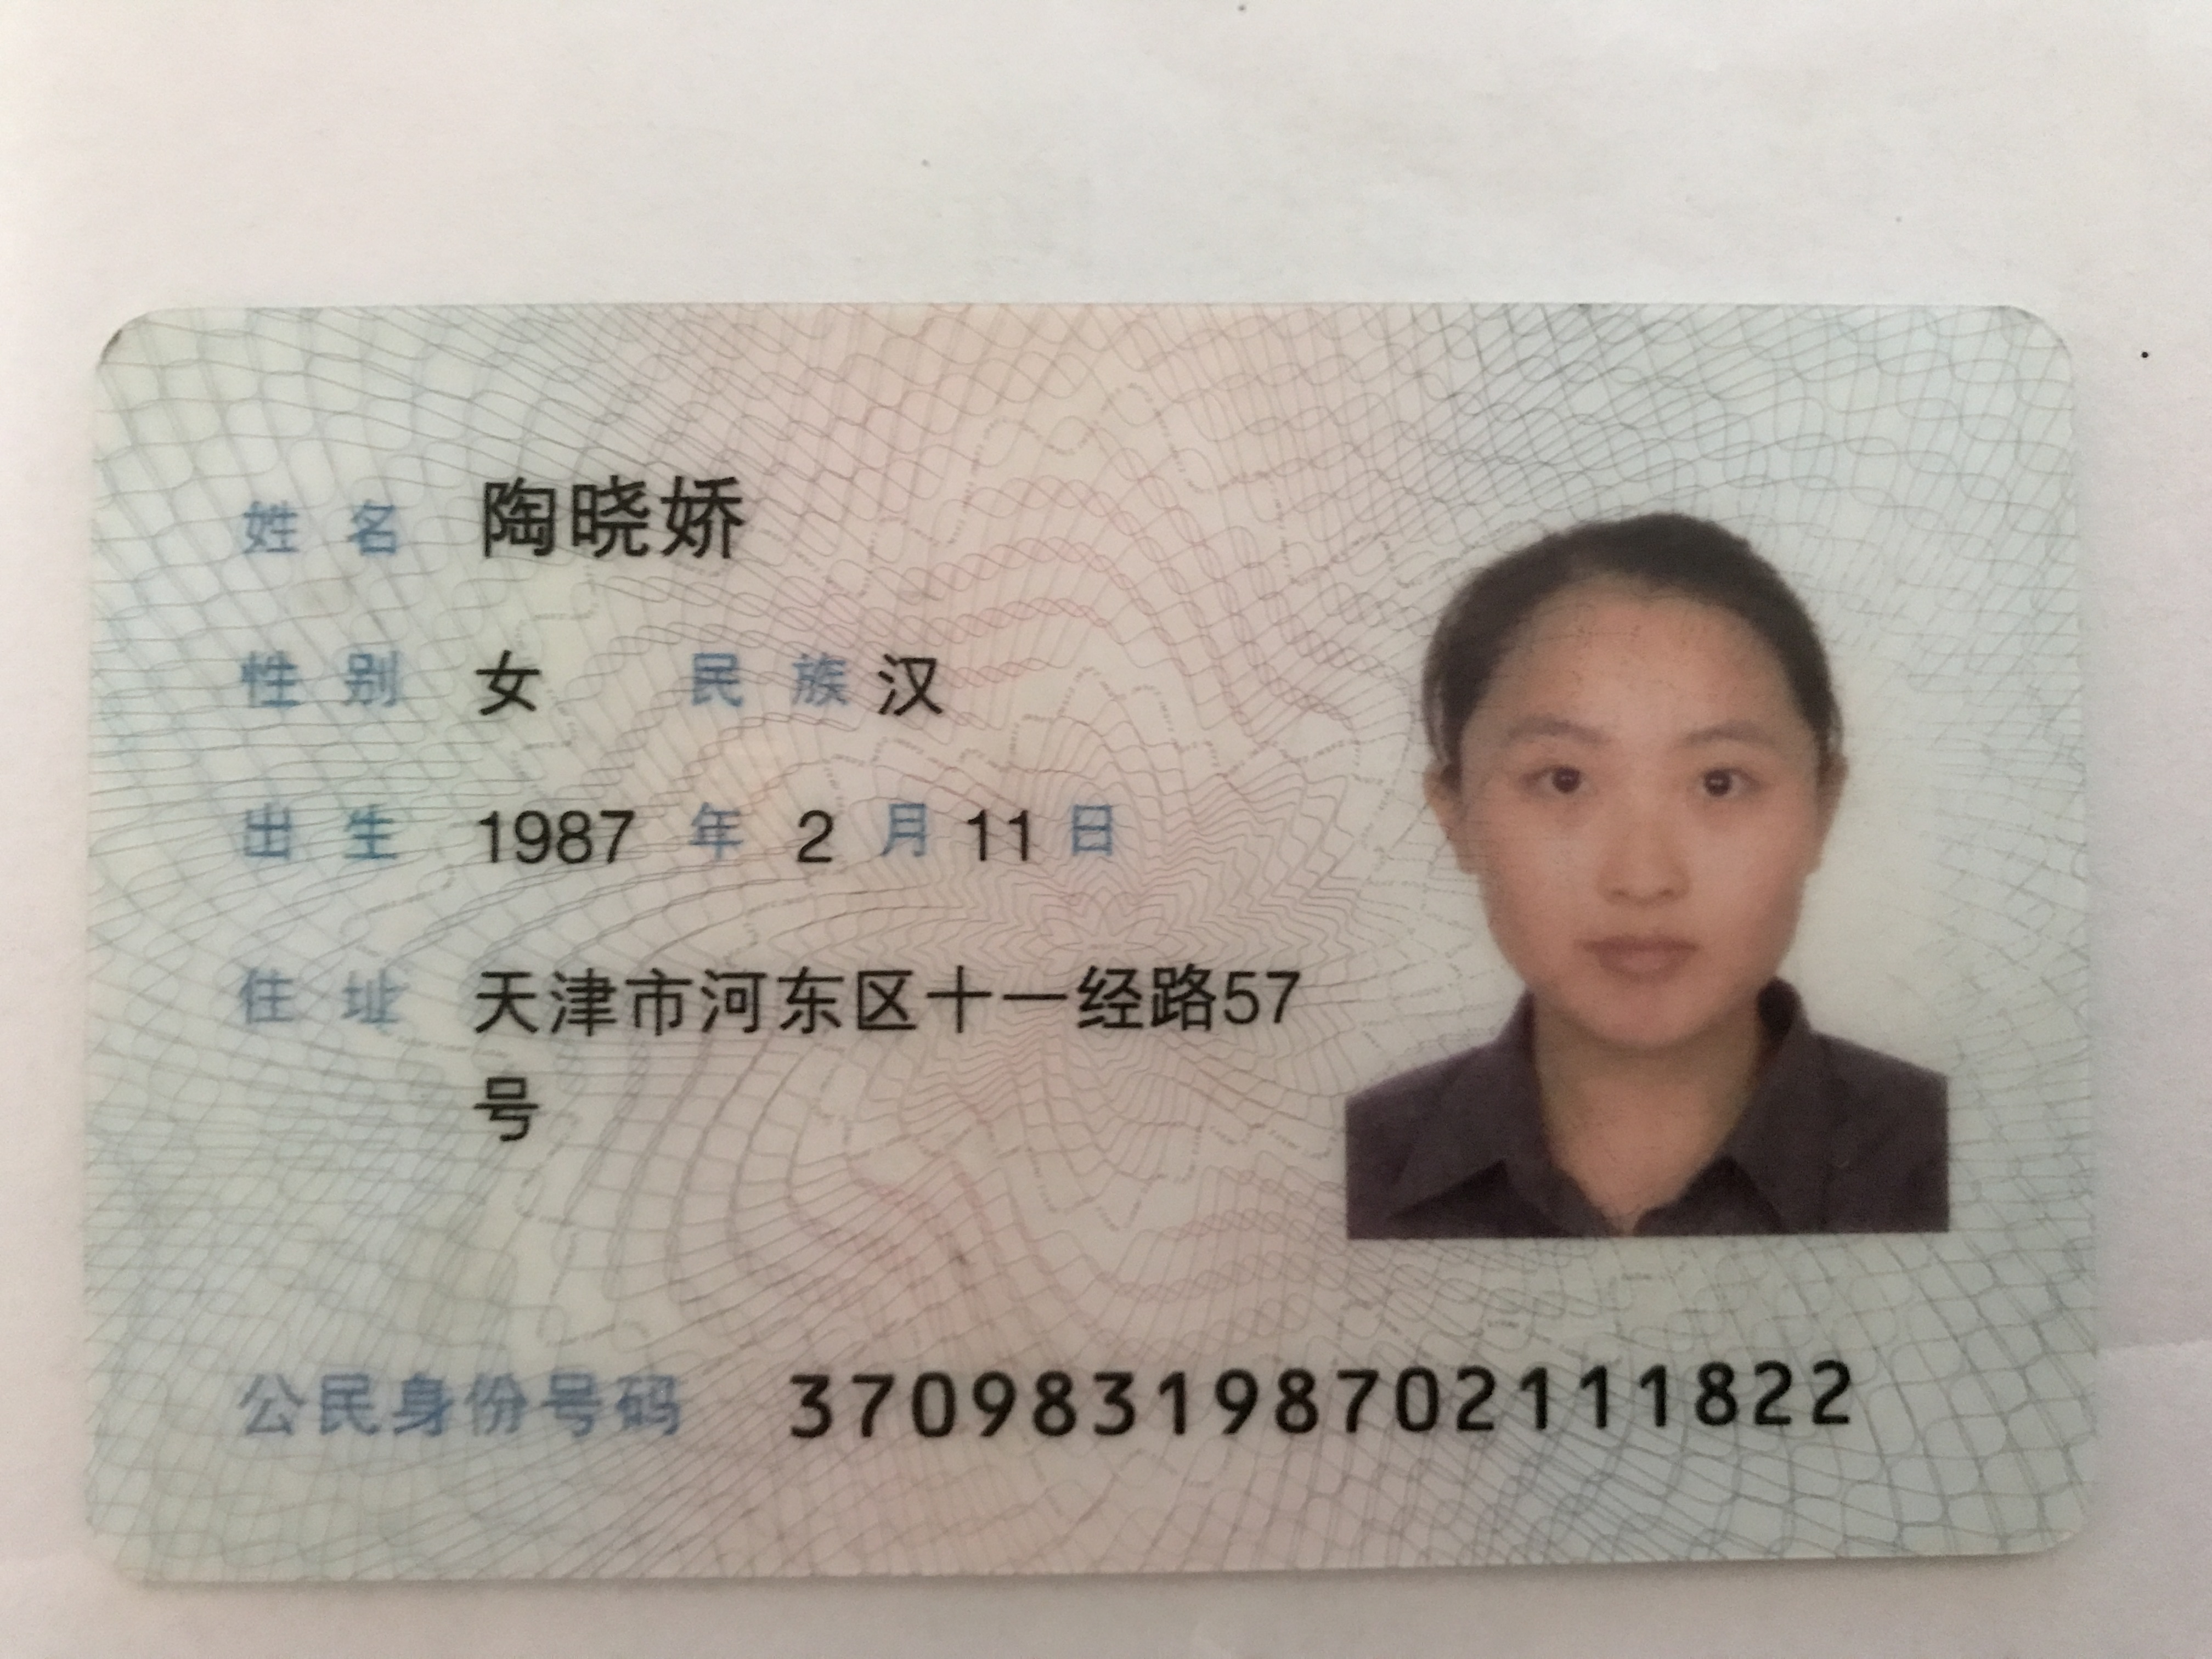 姓名 陶晓娇
性别 女 民族 汉
出生 1987 年 2 月 11 日
住址 天津市河东区十一经路57
号
公民身份号码 370983198702111822